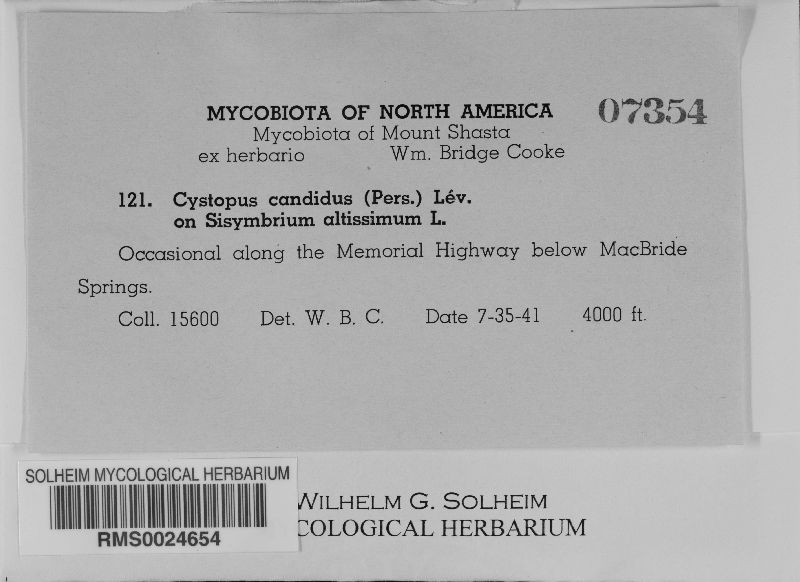 MYCOBIOTA OF NORTH AMERICA 07354
Mycobiota of Mount Shasta
ex herbario Wm. Bridge Cooke
121. Cystopus candidus (Pers.) Lév.
on Sisymbrium altissimum L.
Occasional along the Memorial Highway below MacBride
Springs.
Coll. 15600 Det. W. B. C. Date 7-35-41 4000 ft.
SOLHEIM MYCOLOGICAL HERBARIUM
RMS0024654
WILHELM G. SOLHEIM
COLOGICAL HERBARIUM